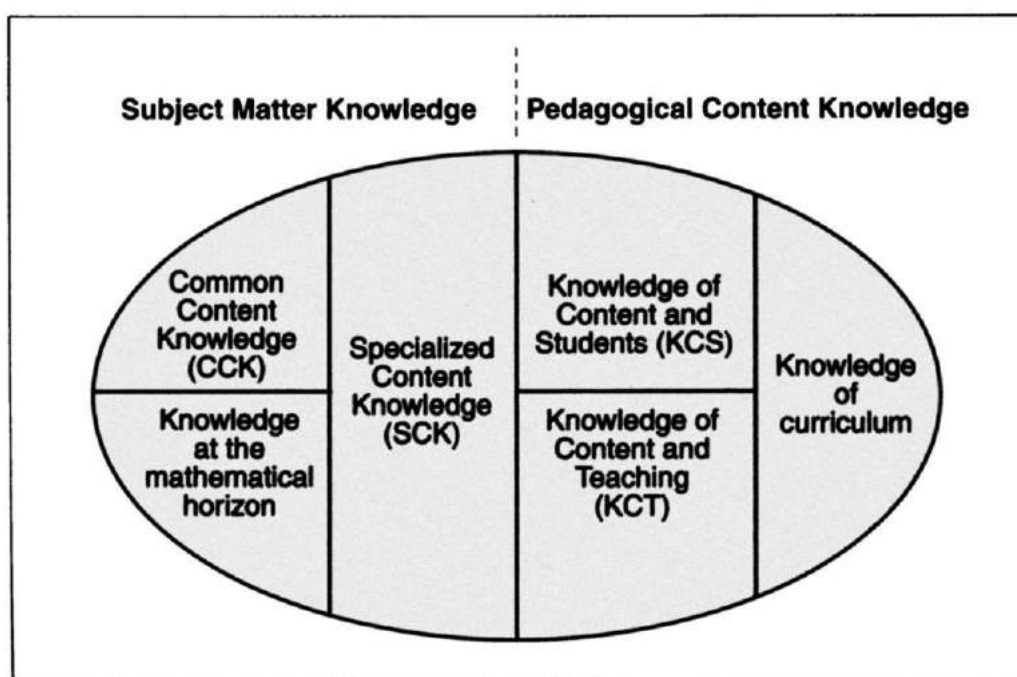 Subject Matter Knowledge
Pedagogical Content Knowledge
Common
Content
Knowledge
(CCK)
Knowledge
at the
mathematical
horizon
Specialized
Content
Knowledge
(SCK)
Knowledge of
Content and
Students (KCS)
Knowledge of
Content and
Teaching
(KCT)
Knowledge
of
curriculum